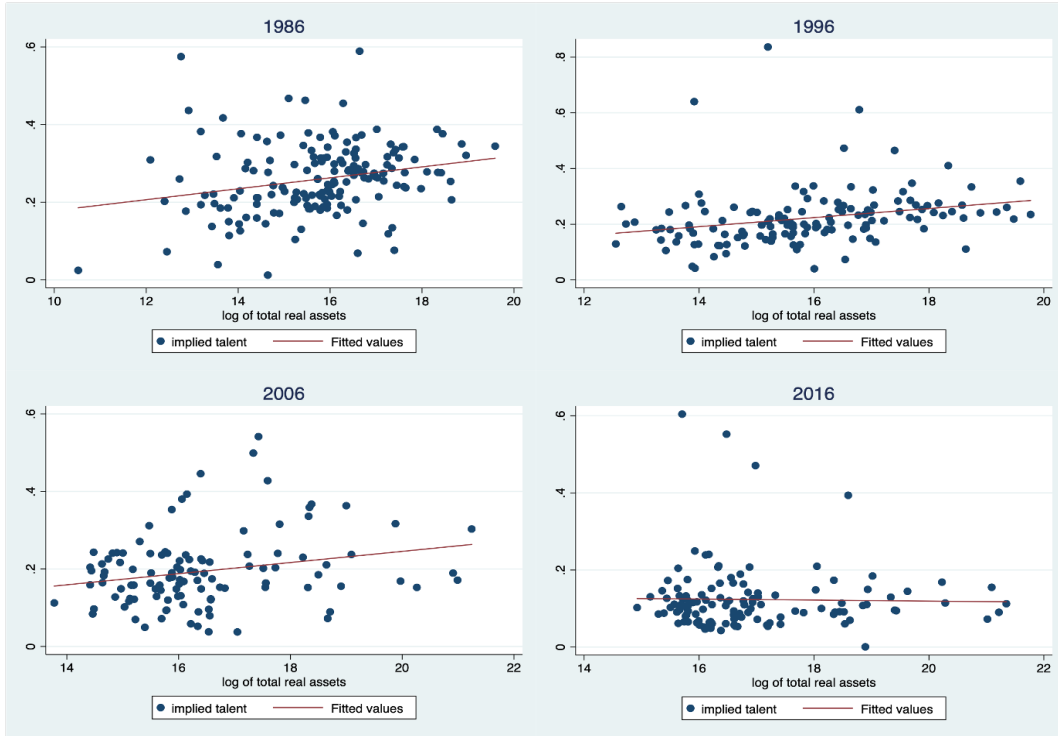 1986
.6
.4
.2
0
10 12 14 16 18 20
log of total real assets
implied talent Fitted values
1996
.8
.6
.4
.2
0
12 14 16 18 20
log of total real assets
implied talent Fitted values
2006
.6
.4
.2
0
14 16 18 20 22
log of total real assets
implied talent Fitted values
2016
.6
.4
.2
0
14 16 18 20 22
log of total real assets
implied talent Fitted values